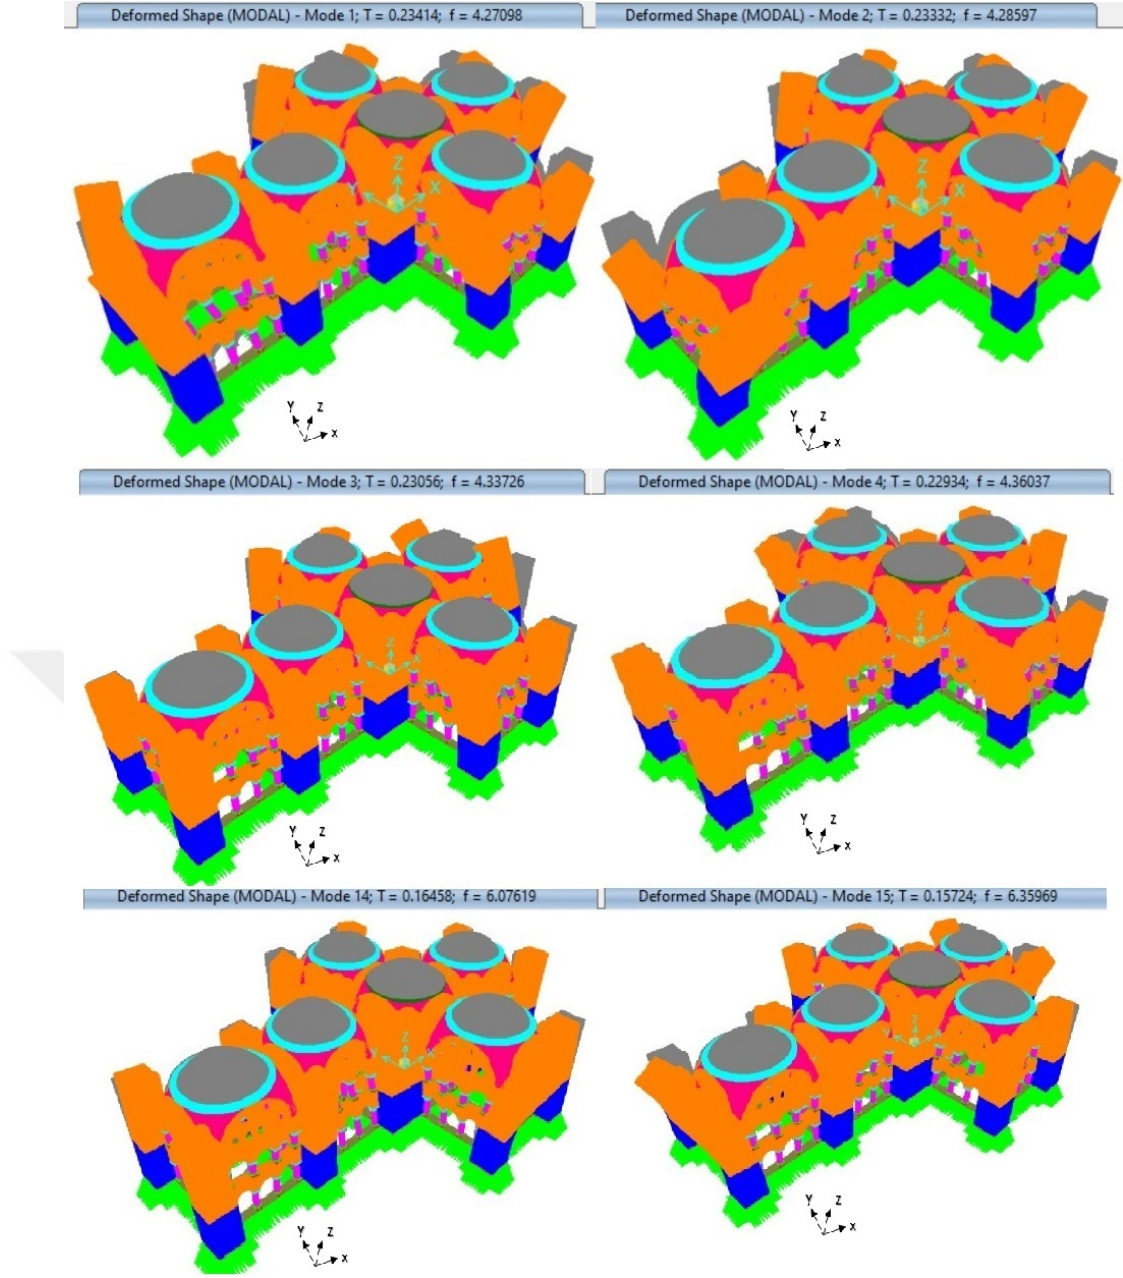 Deformed Shape (MODAL) - Mode 1; T = 0.23414; f = 4.27098
Deformed Shape (MODAL) - Mode 2; T = 0.23332; f = 4.28597
Z
Y X
Z
Y X
Y Z
X
Y Z
X
Deformed Shape (MODAL) - Mode 3; T = 0.23056; f = 4.33726
Deformed Shape (MODAL) - Mode 4; T = 0.22934; f = 4.36037
Z
Y X
Z
Y X
Y Z
X
Y Z
X
Deformed Shape (MODAL) - Mode 14; T = 0.16458; f = 6.07619
Deformed Shape (MODAL) - Mode 15; T = 0.15724; f = 6.35969
Z
Z
Y X
Y Z
X
Y Z
X